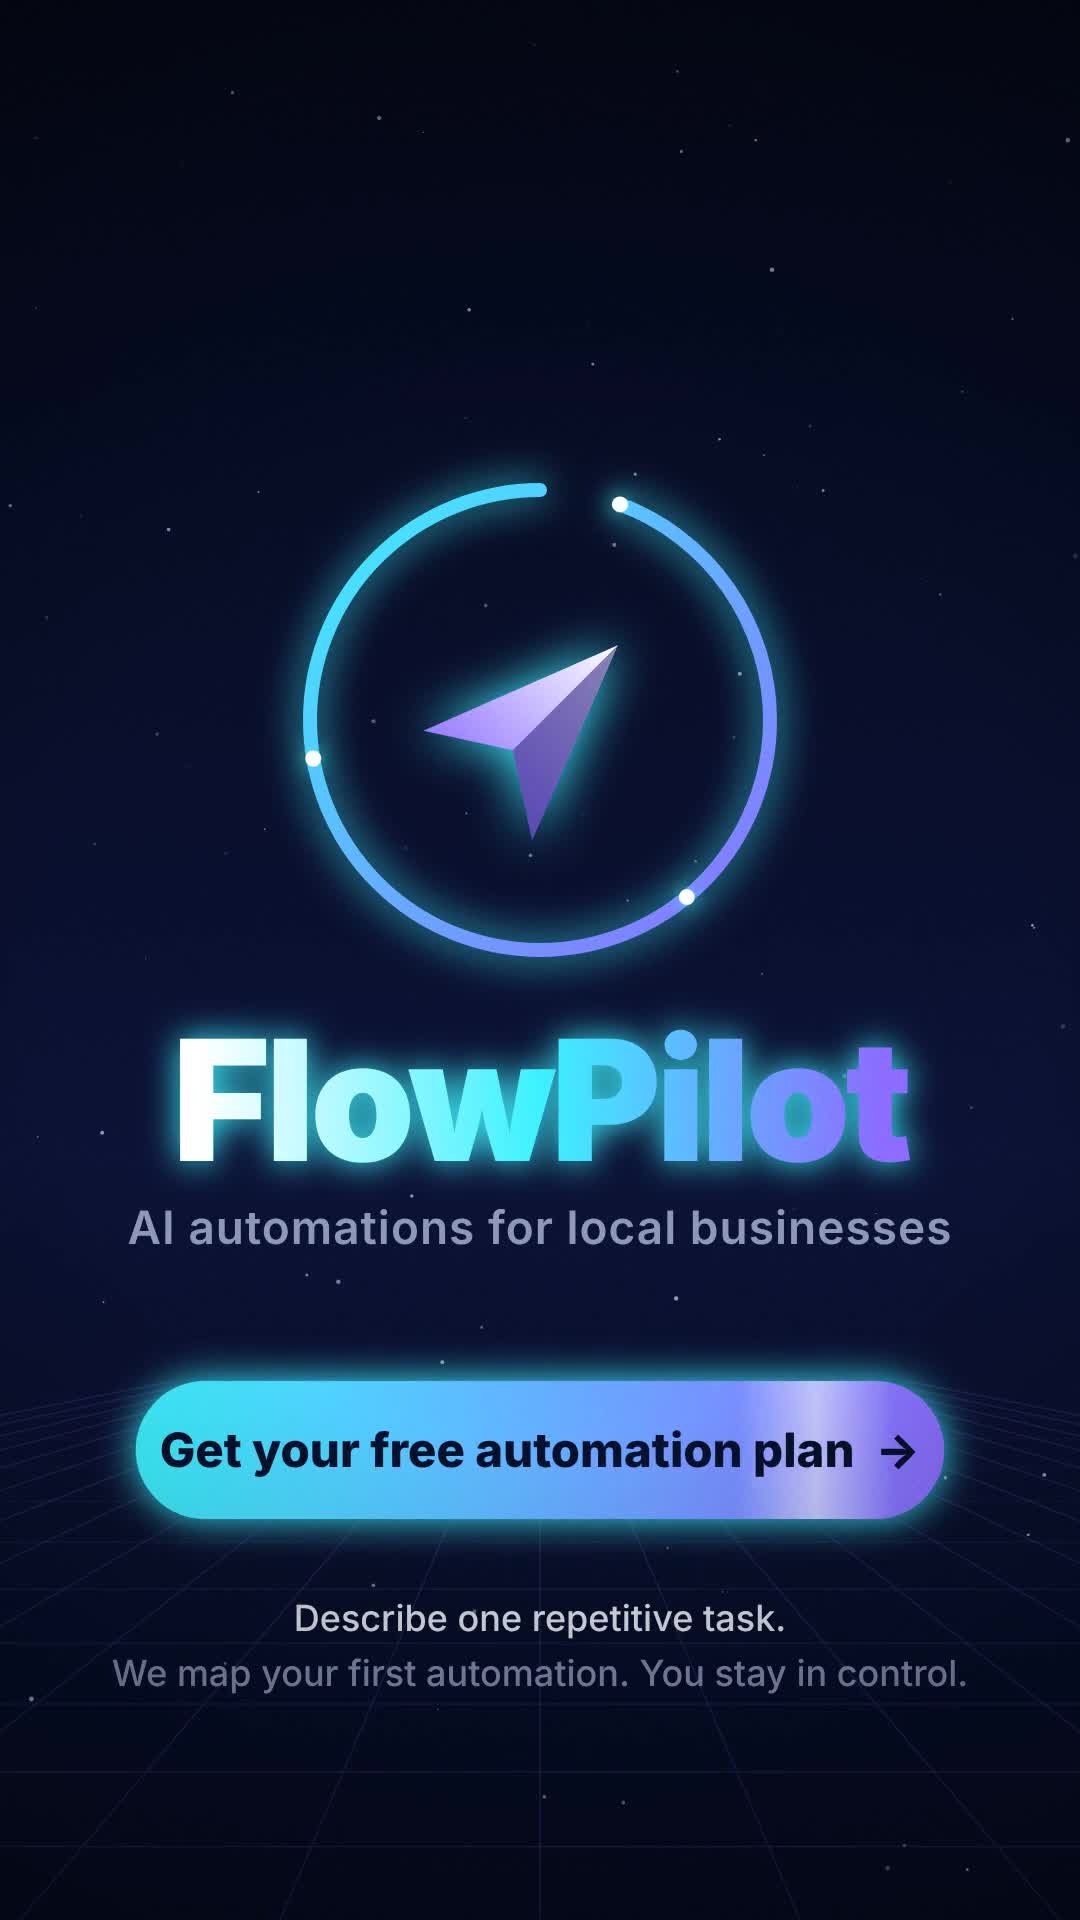 FlowPilot
AI automations for local businesses
Get your free automation plan →
Describe one repetitive task.
We map your first automation. You stay in control.